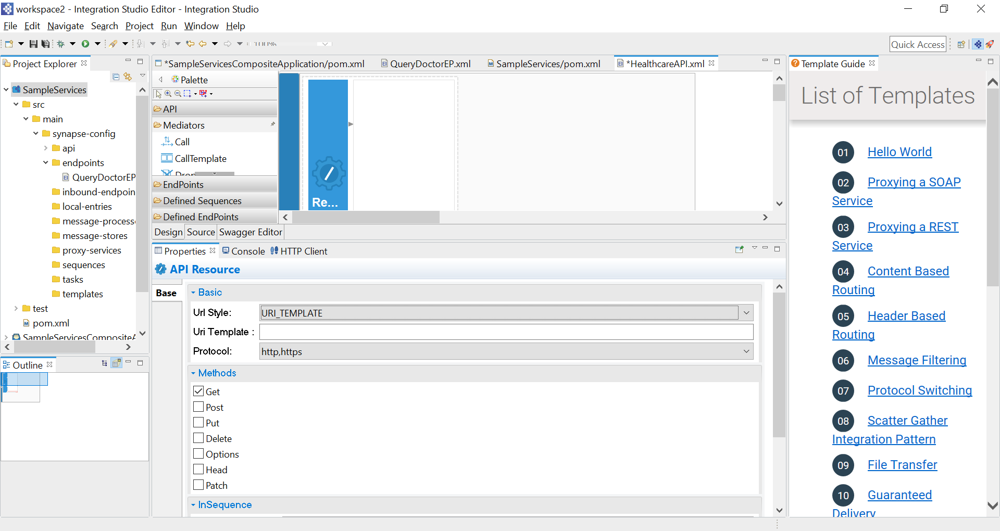 workspace2 - Integration Studio Editor - Integration Studio
File Edit Navigate Search Project Run Window Help
100%
Quick Access
Project Explorer
SampleServices
src
main
synapse-config
api
endpoints
QueryDoctorEP
inbound-endpoin
local-entries
message-process
message-stores
proxy-services
sequences
tasks
templates
test
pom.xml
SampleServicesCompositeA
Outline
*SampleServicesCompositeApplication/pom.xml QueryDoctorEP.xml SampleServices/pom.xml *HealthcareAPI.xml
Palette
API
Mediators
Call
CallTemplate
Drop
EndPoints
Defined Sequences
Defined EndPoints
Re...
Design Source Swagger Editor
Properties Console HTTP Client
API Resource
Base
Basic
Url Style: URI_TEMPLATE
Uri Template :
Protocol: http,https
Methods
Get
Post
Put
Delete
Options
Head
Patch
InSequence
Template Guide
List of Templates
01 Hello World
02 Proxying a SOAP
Service
03 Proxying a REST
Service
04 Content Based
Routing
05 Header Based
Routing
06 Message Filtering
07 Protocol Switching
08 Scatter Gather
Integration Pattern
09 File Transfer
10 Guaranteed
Delivery